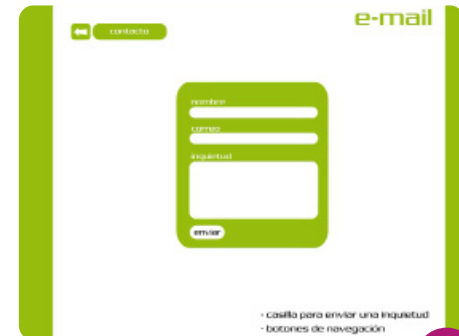 e-mail
contacto
nombre
correo
inquietud
enviar
- casilla para enviar una inquietud
- botones de navegación